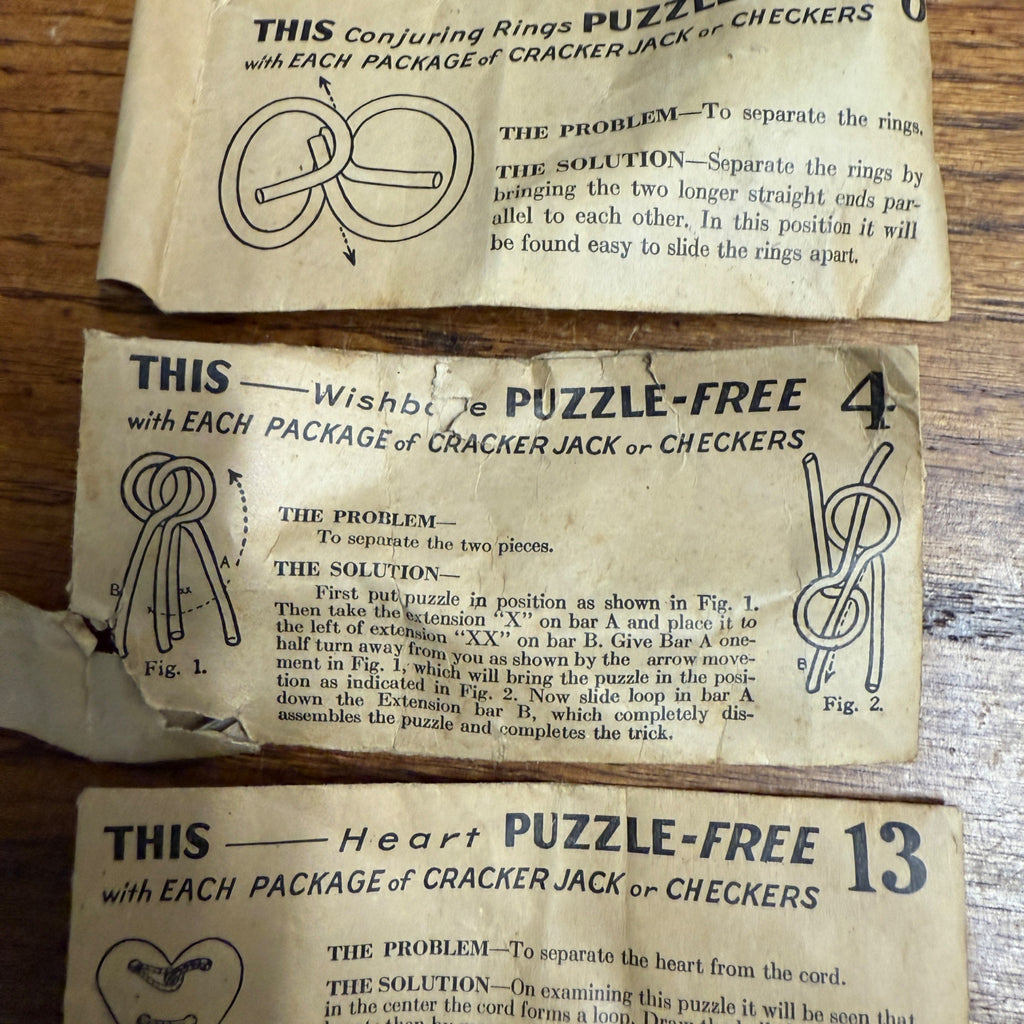 THIS Conjuring Rings
with EACH PACKAGE of CRACKER JACK or CHECKERS
THE PROBLEM—To separate the rings.
THE SOLUTION—Separate the rings by
bringing the two longer straight ends par-
allel to each other. In this position it will
be found easy to slide the rings apart.
THIS — PUZZLE-FREE 4
with EACH PACKAGE of CRACKER JACK or CHECKERS
THE PROBLEM—
To separate the two pieces.
THE SOLUTION—
First put puzzle in position as shown in Fig. 1.
Then take the extension "X" on bar A and place it to
the left of extension "XX" on bar B. Give Bar A one-
half turn away from you as shown by the arrow move-
ment in Fig. 1, which will bring the puzzle in the posi-
tion as indicated in Fig. 2. Now slide loop in bar A
down the Extension bar B, which completely dis-
assembles the puzzle and completes the trick.
A
B
xx
x
Fig. 1.
B
Fig. 2.
THIS — Heart PUZZLE-FREE 13
with EACH PACKAGE of CRACKER JACK or CHECKERS
THE PROBLEM—To separate the heart from the cord.
THE SOLUTION—On examining this puzzle it will be seen that
in the center the cord forms a loop.